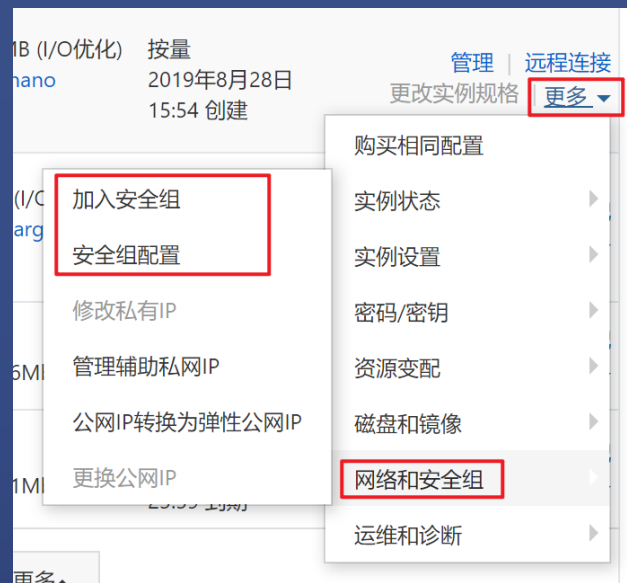 MB (I/O优化)
nano
按量
2019年8月28日
15:54 创建
管理 | 远程连接
更改实例规格 | 更多
购买相同配置
实例状态
实例设置
密码/密钥
资源变配
磁盘和镜像
网络和安全组
运维和诊断
(I/O
arg
加入安全组
安全组配置
修改私有IP
管理辅助私网IP
公网IP转换为弹性公网IP
更换公网IP
6Mb
1Mb
更多